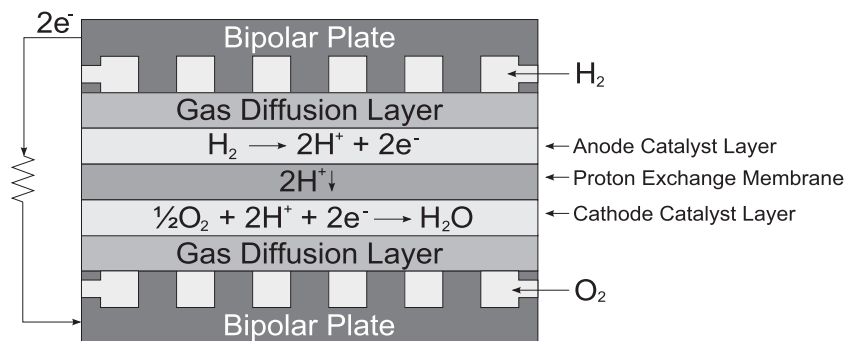 2e⁻
Bipolar Plate
H₂
Gas Diffusion Layer
H₂ → 2H⁺ + 2e⁻
Anode Catalyst Layer
2H⁺↓
Proton Exchange Membrane
½O₂ + 2H⁺ + 2e⁻ → H₂O
Cathode Catalyst Layer
Gas Diffusion Layer
O₂
Bipolar Plate